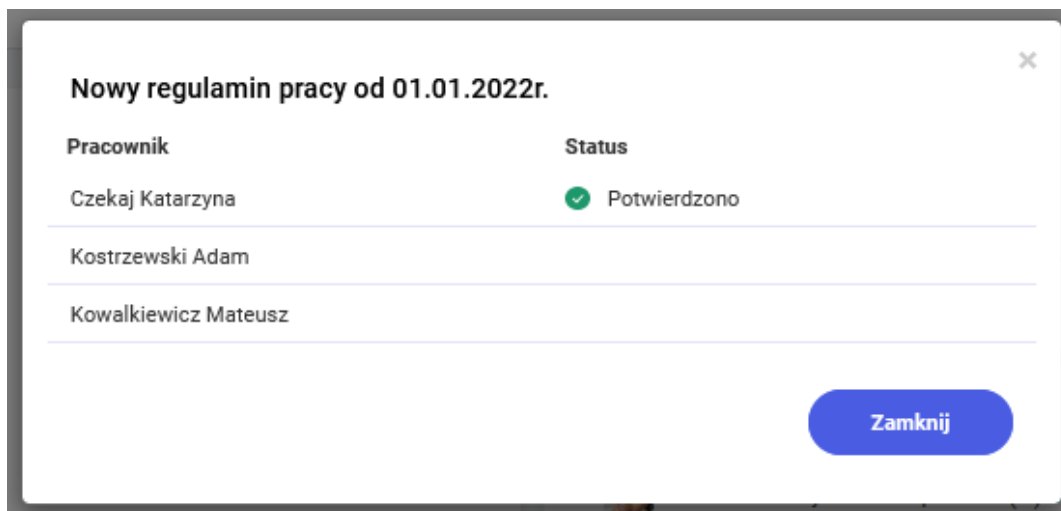 Nowy regulamin pracy od 01.01.2022r.
Pracownik Status
Czekaj Katarzyna Potwierdzono
Kostrzewski Adam
Kowalkiewicz Mateusz
Zamknij